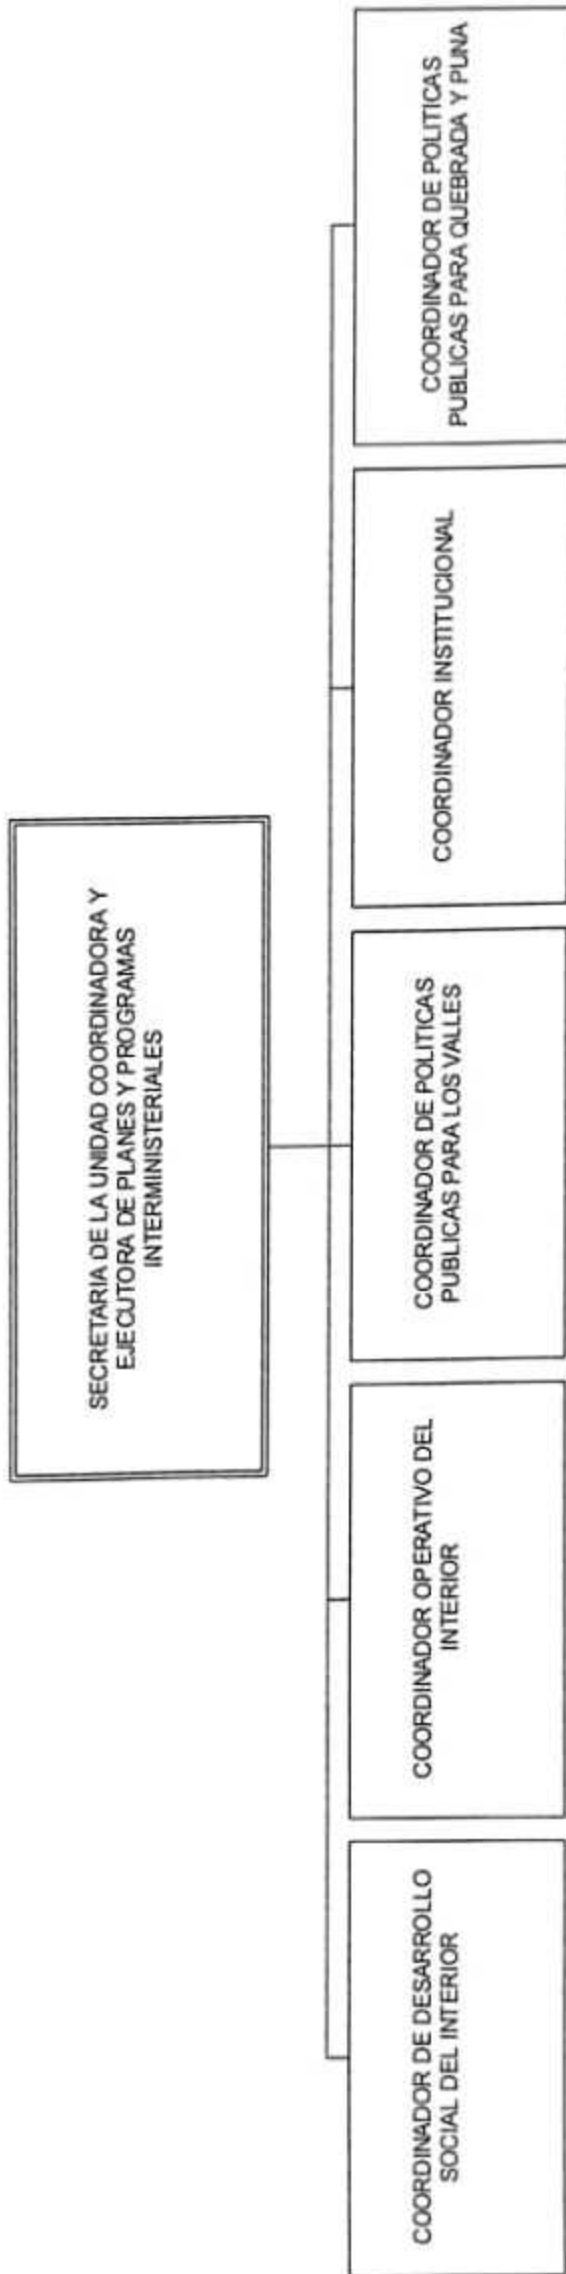 SECRETARIA DE LA UNIDAD COORDINADORA Y
EJECUTORA DE PLANES Y PROGRAMAS
INTERMINISTERIALES
COORDINADOR DE DESARROLLO
SOCIAL DEL INTERIOR
COORDINADOR OPERATIVO DEL
INTERIOR
COORDINADOR DE POLITICAS
PUBLICAS PARA LOS VALLES
COORDINADOR INSTITUCIONAL
COORDINADOR DE POLITICAS
PUBLICAS PARA QUEBRADA Y PUNA